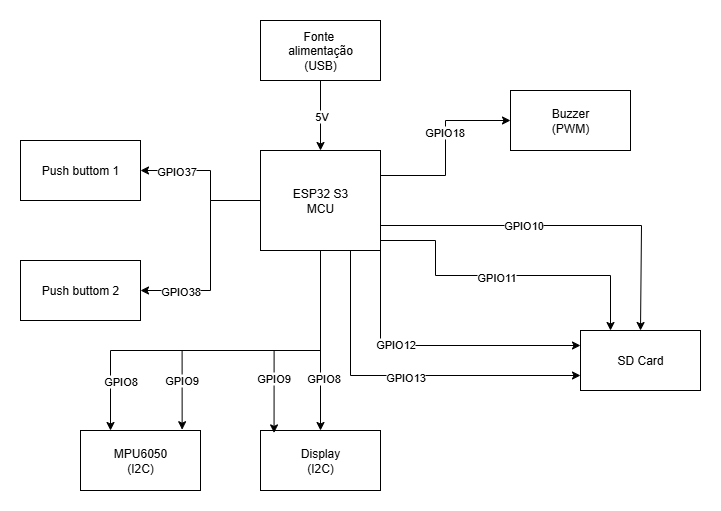 Fonte
alimentação
(USB)
5V
Buzzer
(PWM)
GPIO18
Push buttom 1
GPIO37
ESP32 S3
MCU
GPIO10
Push buttom 2
GPIO38
GPIO11
GPIO12
SD Card
GPIO8
GPIO9
GPIO9
GPIO8
GPIO13
MPU6050
(I2C)
Display
(I2C)